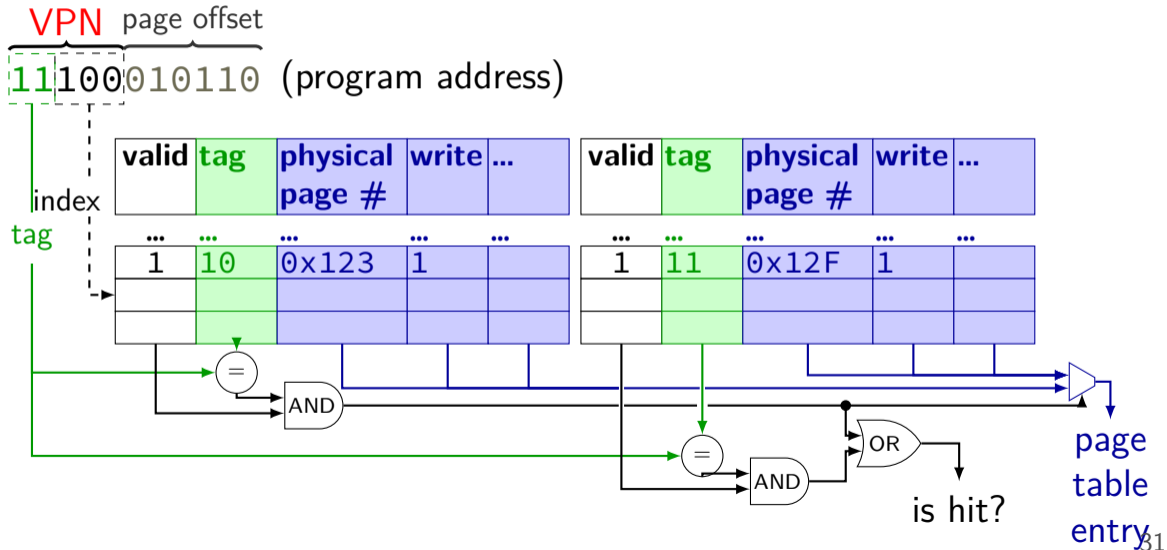 VPN page offset
11100010110 (program address)
valid tag physical page # write ... valid tag physical page # write ...
index
tag
... ... ... ... ... ... ... ... ... ...
1 10 0x123 1 1 11 0x12F 1
=
AND
=
AND
OR
is hit?
page
table
entry
31